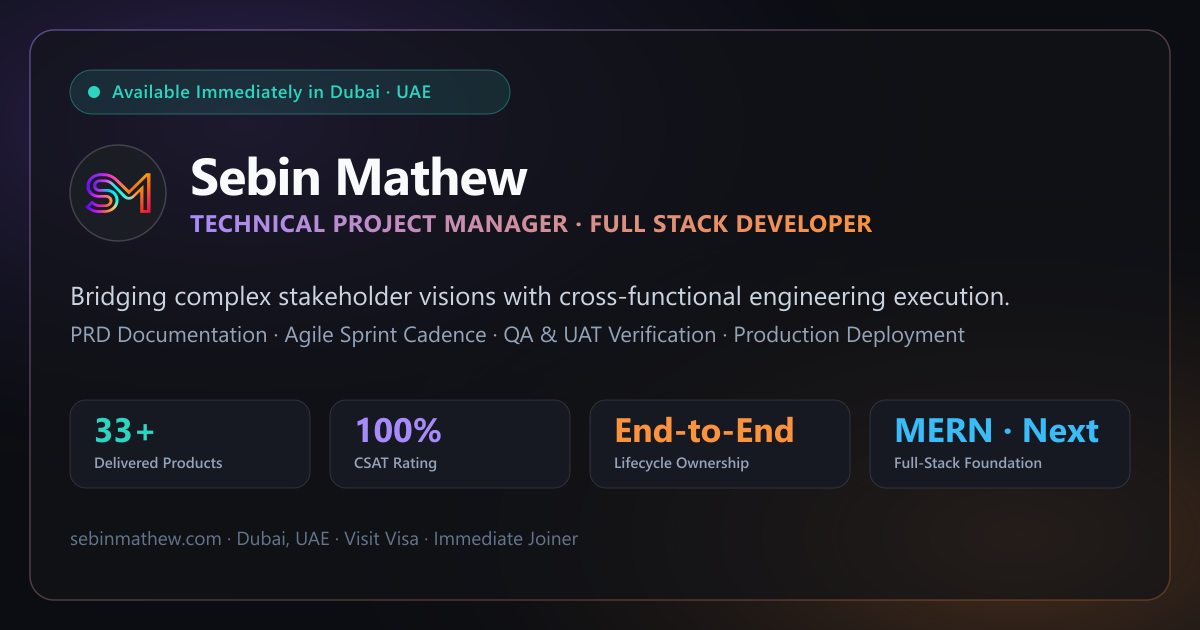 Available Immediately in Dubai · UAE
SM
Sebin Mathew
TECHNICAL PROJECT MANAGER · FULL STACK DEVELOPER
Bridging complex stakeholder visions with cross-functional engineering execution.
PRD Documentation · Agile Sprint Cadence · QA & UAT Verification · Production Deployment
33+
Delivered Products
100%
CSAT Rating
End-to-End
Lifecycle Ownership
MERN · Next
Full-Stack Foundation
sebinmathew.com · Dubai, UAE · Visit Visa · Immediate Joiner